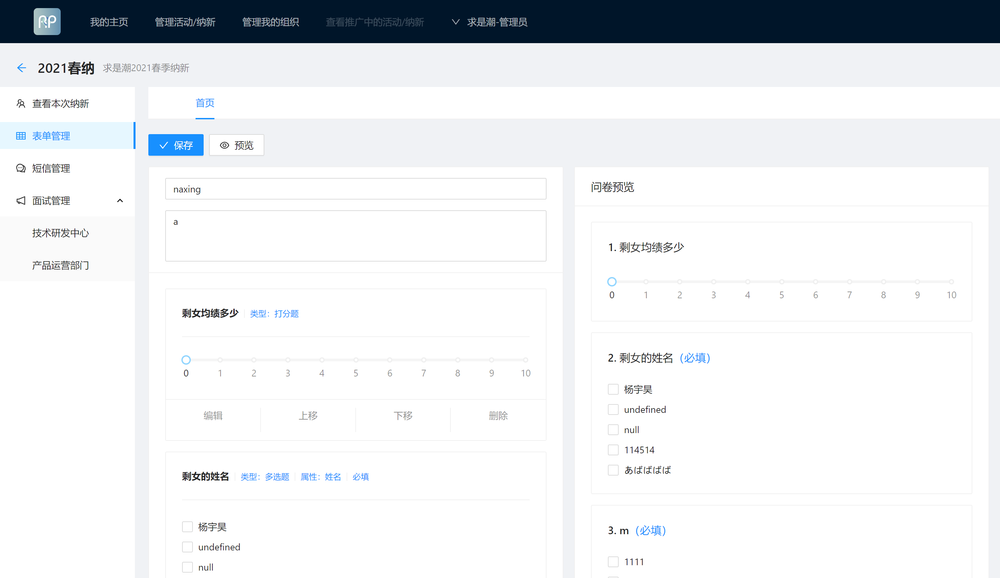 RP
我的主页 管理活动/纳新 管理我的组织 查看推广中的活动/纳新 求是潮-管理员
2021春纳 求是潮2021春季纳新
查看本次纳新
表单管理
短信管理
面试管理
技术研发中心
产品运营部门
首页
保存 预览
naxing
a
剩女均绩多少 类型：打分题
0 1 2 3 4 5 6 7 8 9 10
编辑 上移 下移 删除
剩女的姓名 类型：多选题 属性：姓名 必填
杨宇昊
undefined
null
问卷预览
1. 剩女均绩多少
0 1 2 3 4 5 6 7 8 9 10
2. 剩女的姓名（必填）
杨宇昊
undefined
null
114514
あばばばば
3. m（必填）
1111